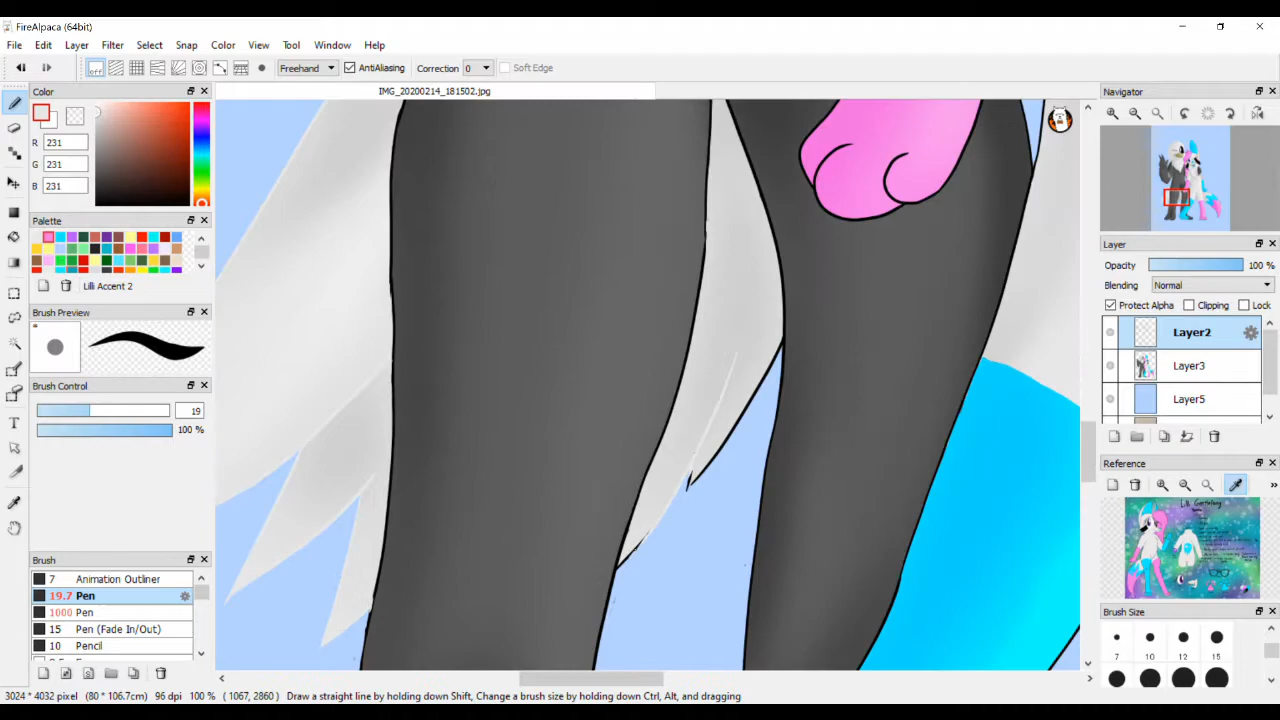 FireAlpaca (64bit)
File Edit Layer Filter Select Snap Color View Tool Window Help
off Freehand AntiAliasing Correction 0 Soft Edge
Color
IMG_20200214_181502.jpg
Navigator
R 231
G 231
B 231
Palette
Lilli Accent 2
Brush Preview
Brush Control
19
100 %
Brush
7 Animation Outliner
19.7 Pen
1000 Pen
15 Pen (Fade In/Out)
10 Pencil
Layer
Opacity 100 %
Blending Normal
Protect Alpha Clipping Lock
Layer2
Layer3
Layer5
Reference
Brush Size
7 10 12 15
3024 * 4032 pixel (80 * 106.7cm) 96 dpi 100 % ( 1067, 2860 ) Draw a straight line by holding down Shift, Change a brush size by holding down Ctrl, Alt, and dragging